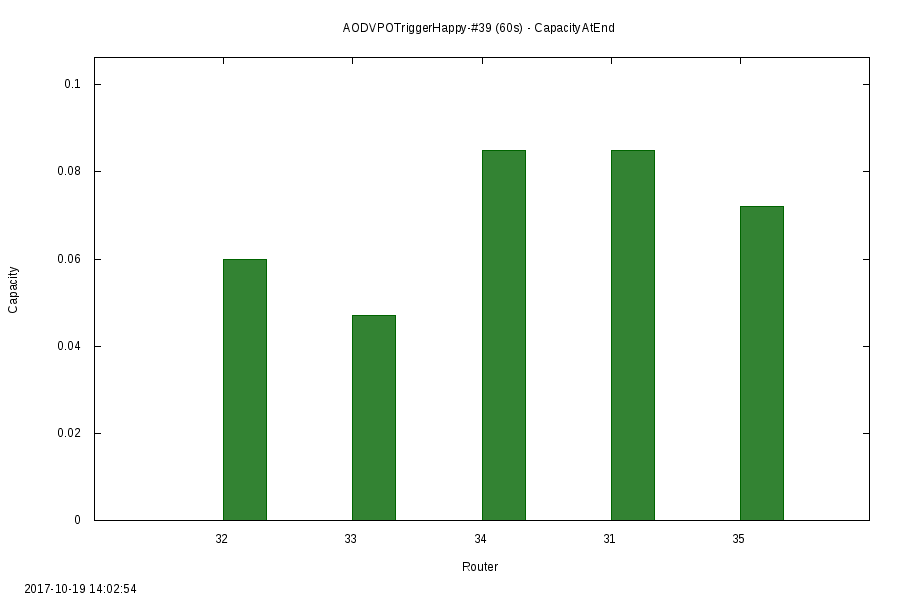 AODVPOTriggerHappy-#39 (60s) - CapacityAtEnd
0.1
0.08
0.06
0.04
0.02
0
Capacity
32 33 34 31 35
Router
2017-10-19 14:02:54